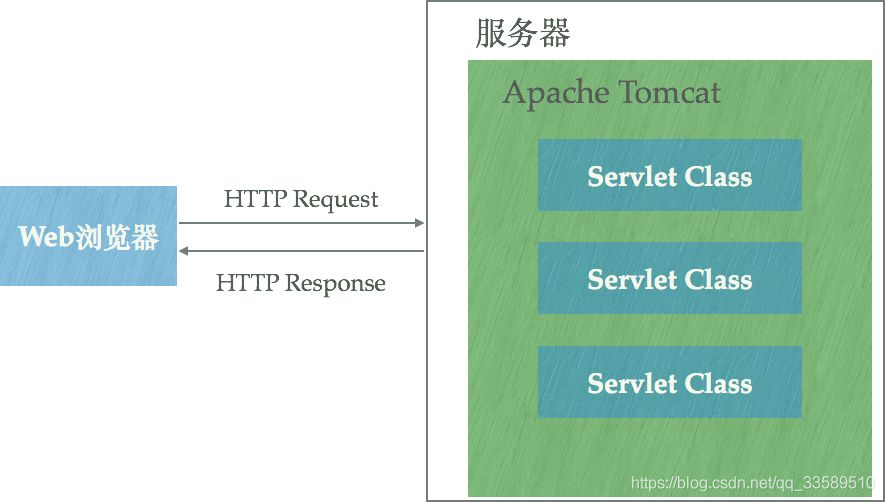 服务器
Apache Tomcat
Servlet Class
HTTP Request
Web浏览器
Servlet Class
HTTP Response
Servlet Class
https://blog.csdn.net/qq_33589510